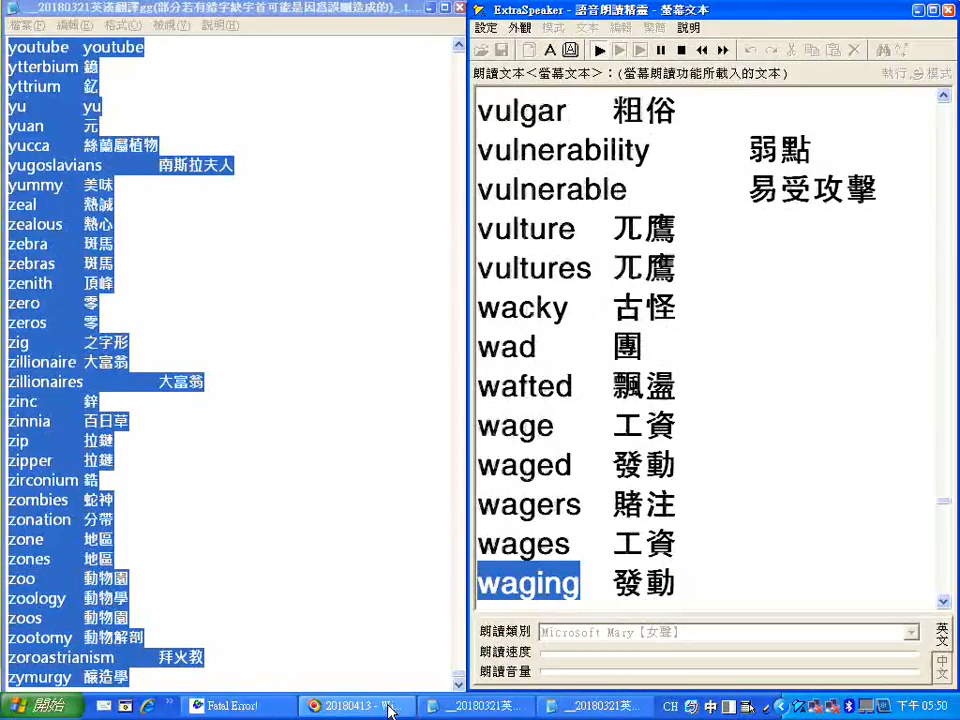 __20180321英漢翻譯gg(部分若有錯字缺字首可能是因為誤刪造成的)_
檔案(F) 編輯(E) 格式(O) 檢視(V) 說明(H)
youtube youtube
ytterbium 鐿
yttrium 釔
yu yu
yuan 元
yucca 絲蘭屬植物
yugoslavians 南斯拉夫人
yummy 美味
zeal 熱誠
zealous 熱心
zebra 斑馬
zebras 斑馬
zenith 頂峰
zero 零
zeros 零
zig 之字形
zillionaire 大富翁
zillionaires 大富翁
zinc 鋅
zinnia 百日草
zip 拉鏈
zipper 拉鏈
zirconium 鋯
zombies 蛇神
zonation 分帶
zone 地區
zones 地區
zoo 動物園
zoology 動物學
zoos 動物園
zootomy 動物解剖
zoroastrianism 拜火教
zymurgy 釀造學
ExtraSpeaker - 語音朗讀精靈 - 螢幕文本
設定 外觀 模式 文本 編輯 繁簡 說明
朗讀文本<螢幕文本>：(螢幕朗讀功能所載入的文本) 執行 模式
vulgar 粗俗
vulnerability 弱點
vulnerable 易受攻擊
vulture 兀鷹
vultures 兀鷹
wacky 古怪
wad 團
wafted 飄盪
wage 工資
waged 發動
wagers 賭注
wages 工資
waging 發動
朗讀類別 Microsoft Mary【女聲】
朗讀速度
朗讀音量
英文
中文
開始 Fatal Error! 20180413 - __20180321英... __20180321英... CH 中 下午 05:50